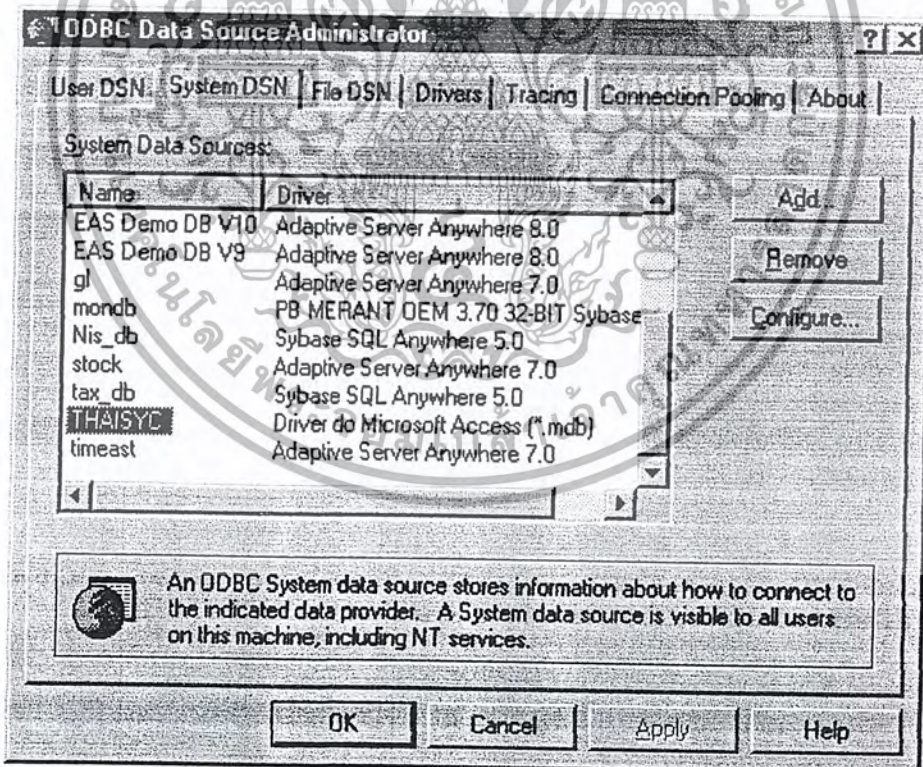 ODBC Data Source Administrator
User DSN System DSN File DSN Drivers Tracing Connection Pooling About
System Data Sources:
Name Driver
EAS Demo DB V10 Adaptive Server Anywhere 8.0
EAS Demo DB V9 Adaptive Server Anywhere 8.0
gl Adaptive Server Anywhere 7.0
mondb PB MERANT OEM 3.70 32-BIT Sybase
Nis_db Sybase SQL Anywhere 5.0
stock Adaptive Server Anywhere 7.0
tax_db Sybase SQL Anywhere 5.0
THAISYC Driver do Microsoft Access (*.mdb)
timeast Adaptive Server Anywhere 7.0
Add...
Remove
Configure...
An ODBC System data source stores information about how to connect to
the indicated data provider. A System data source is visible to all users
on this machine, including NT services.
OK Cancel Apply Help